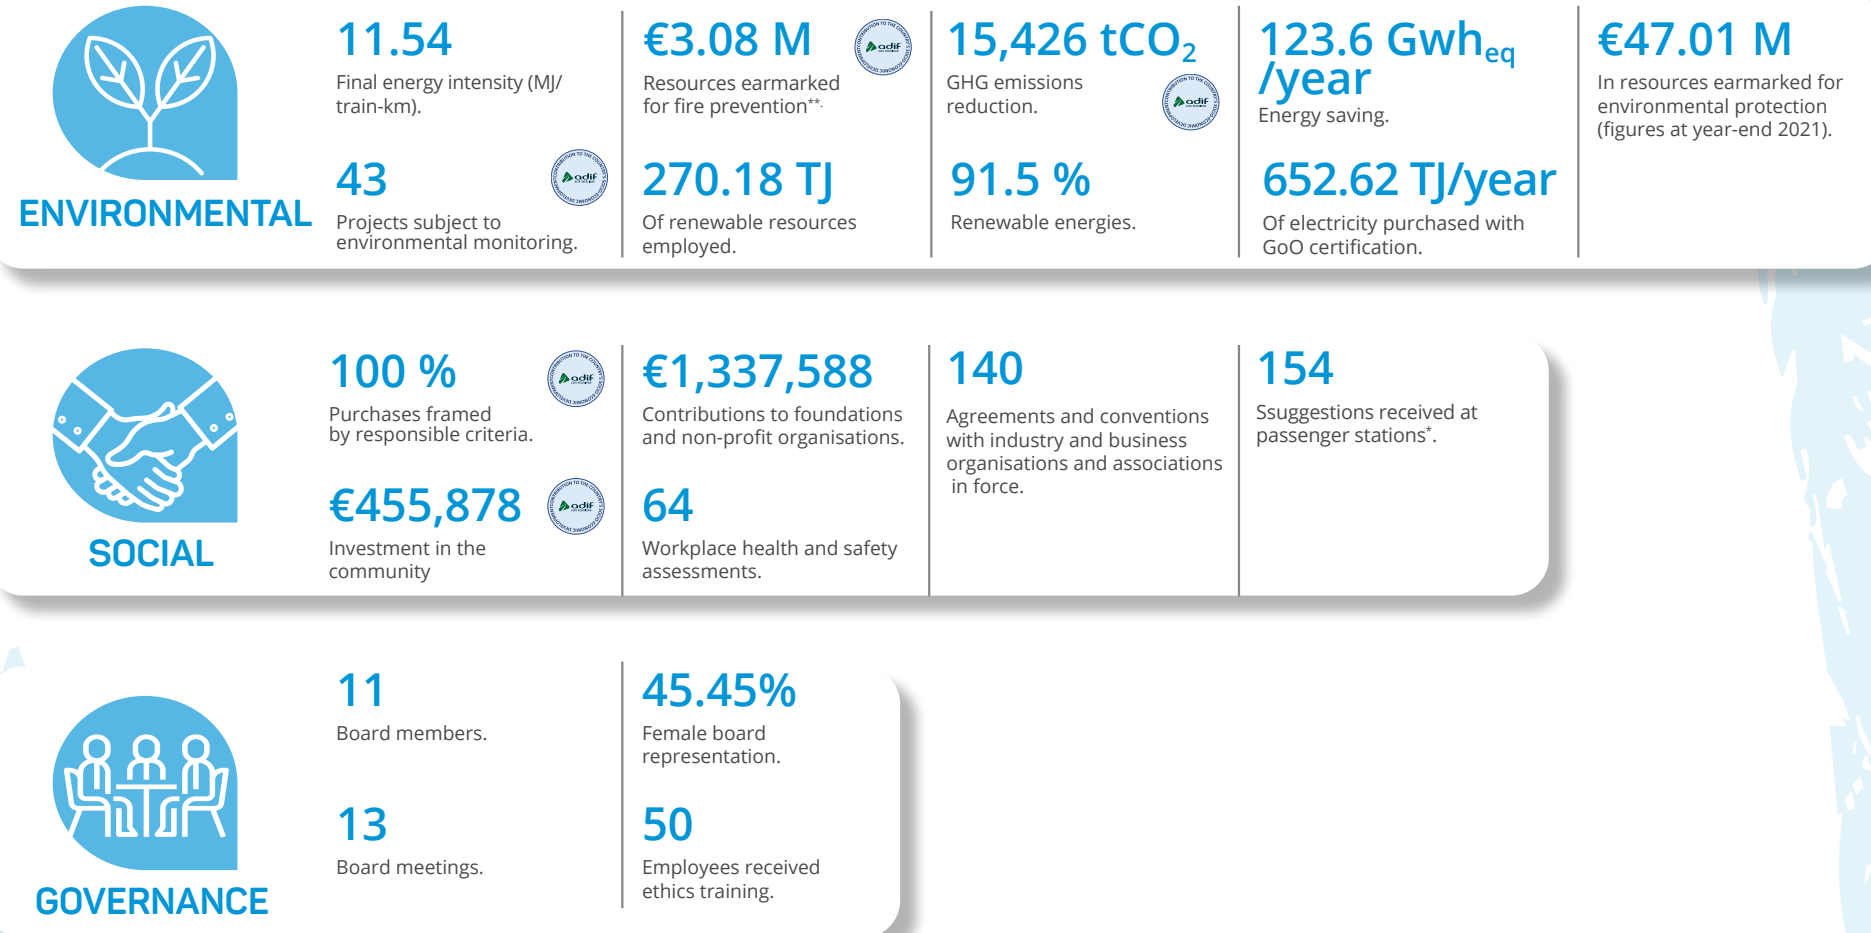 ENVIRONMENTAL
11.54
Final energy intensity (MJ/
train-km).
43
Projects subject to
environmental monitoring.
adif
€3.08 M
Resources earmarked
for fire prevention**.
adif
270.18 TJ
Of renewable resources
employed.
15,426 tCO2
GHG emissions
reduction.
adif
91.5 %
Renewable energies.
123.6 Gwheq
/year
Energy saving.
652.62 TJ/year
Of electricity purchased with
GoO certification.
€47.01 M
In resources earmarked for
environmental protection
(figures at year-end 2021).
SOCIAL
100 %
Purchases framed
by responsible criteria.
adif
€455,878
Investment in the
community
adif
€1,337,588
Contributions to foundations
and non-profit organisations.
64
Workplace health and safety
assessments.
140
Agreements and conventions
with industry and business
organisations and associations
in force.
154
Ssuggestions received at
passenger stations*.
GOVERNANCE
11
Board members.
13
Board meetings.
45.45%
Female board
representation.
50
Employees received
ethics training.